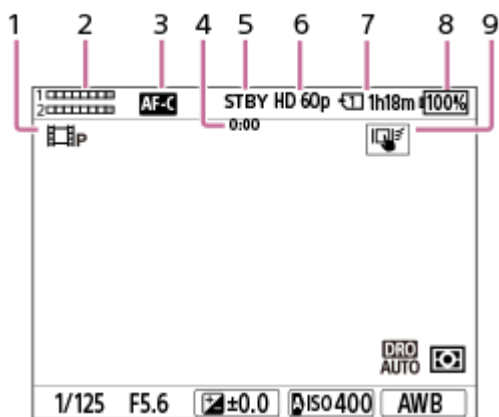 1 2 3 4 5 6 7 8 9
1
2
AF-C STBY HD 60p 1 1h18m 100%
0:00
P
DRO
AUTO
1/125 F5.6 ±0.0 A ISO 400 AWB